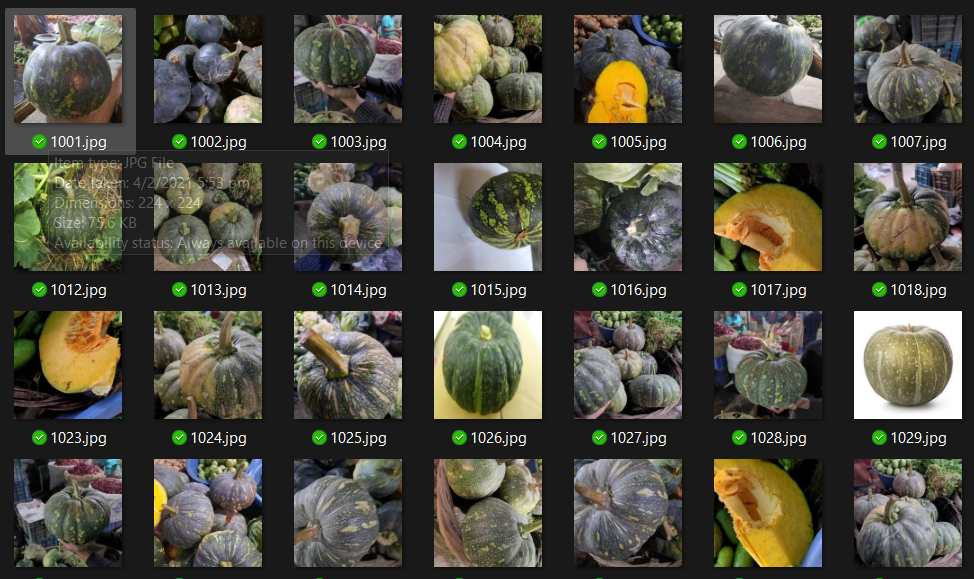 1001.jpg 1002.jpg 1003.jpg 1004.jpg 1005.jpg 1006.jpg 1007.jpg
Item type: JPG File
Date taken: 4/2/2021 5:53 pm
Dimensions: 224 x 224
Size: 75.6 KB
Availability status: Always available on this device
1012.jpg 1013.jpg 1014.jpg 1015.jpg 1016.jpg 1017.jpg 1018.jpg
1023.jpg 1024.jpg 1025.jpg 1026.jpg 1027.jpg 1028.jpg 1029.jpg